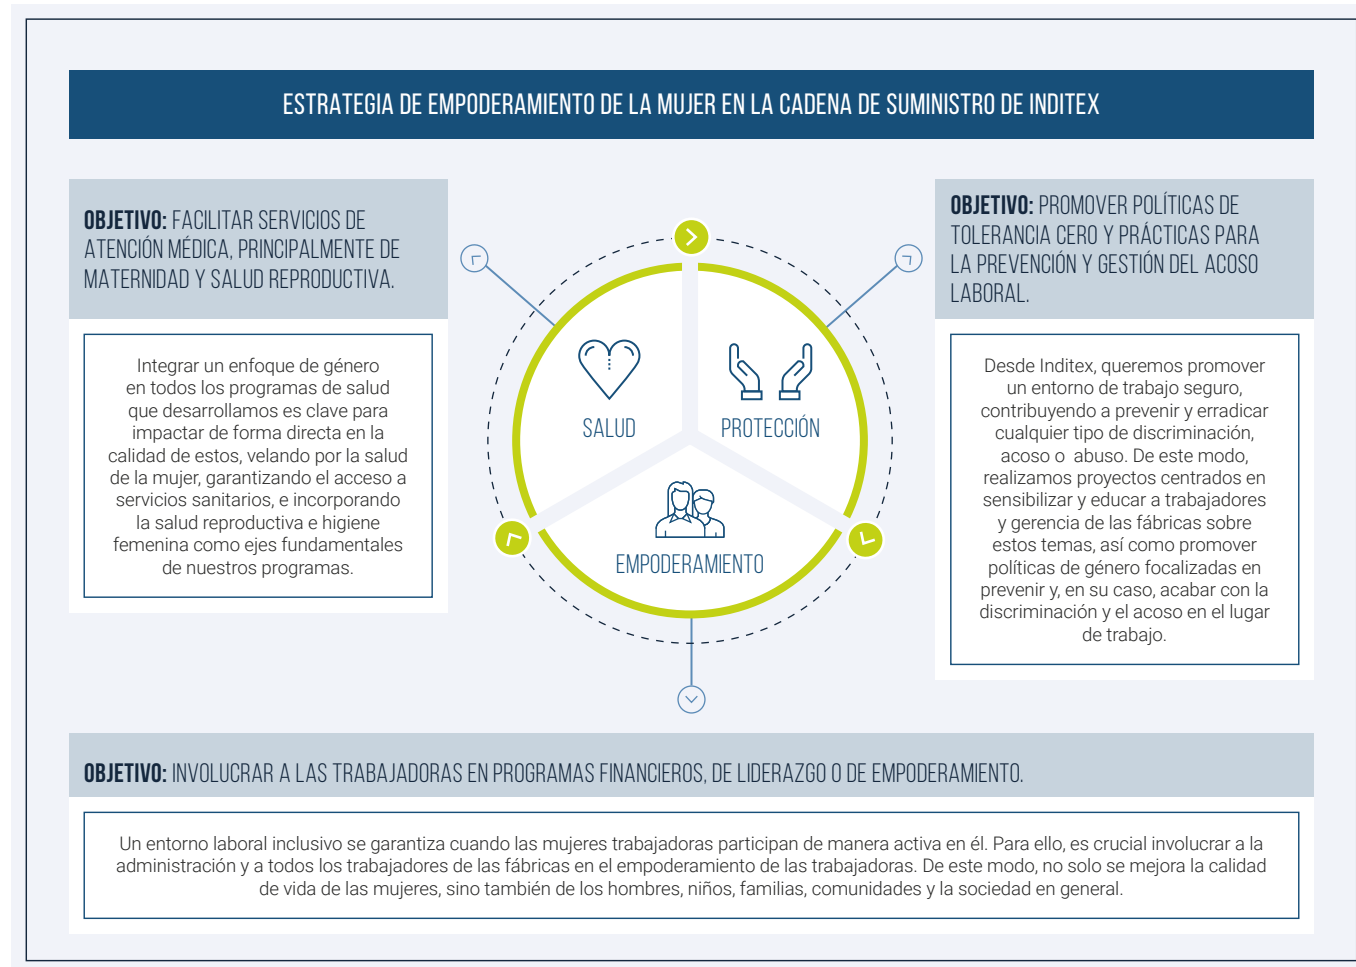 ESTRATEGIA DE EMPODERAMIENTO DE LA MUJER EN LA CADENA DE SUMINISTRO DE INDITEX
OBJETIVO: FACILITAR SERVICIOS DE
ATENCIÓN MÉDICA, PRINCIPALMENTE DE
MATERNIDAD Y SALUD REPRODUCTIVA.
Integrar un enfoque de género
en todos los programas de salud
que desarrollamos es clave para
impactar de forma directa en la
calidad de estos, velando por la salud
de la mujer, garantizando el acceso a
servicios sanitarios, e incorporando
la salud reproductiva e higiene
femenina como ejes fundamentales
de nuestros programas.
SALUD
PROTECCIÓN
EMPODERAMIENTO
OBJETIVO: PROMOVER POLÍTICAS DE
TOLERANCIA CERO Y PRÁCTICAS PARA
LA PREVENCIÓN Y GESTIÓN DEL ACOSO
LABORAL.
Desde Inditex, queremos promover
un entorno de trabajo seguro,
contribuyendo a prevenir y erradicar
cualquier tipo de discriminación,
acoso o abuso. De este modo,
realizamos proyectos centrados en
sensibilizar y educar a trabajadores
y gerencia de las fábricas sobre
estos temas, así como promover
políticas de género focalizadas en
prevenir y, en su caso, acabar con la
discriminación y el acoso en el lugar
de trabajo.
OBJETIVO: INVOLUCRAR A LAS TRABAJADORAS EN PROGRAMAS FINANCIEROS, DE LIDERAZGO O DE EMPODERAMIENTO.
Un entorno laboral inclusivo se garantiza cuando las mujeres trabajadoras participan de manera activa en él. Para ello, es crucial involucrar a la
administración y a todos los trabajadores de las fábricas en el empoderamiento de las trabajadoras. De este modo, no solo se mejora la calidad
de vida de las mujeres, sino también de los hombres, niños, familias, comunidades y la sociedad en general.